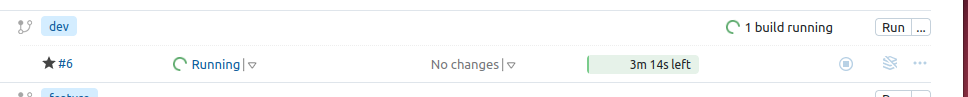 dev 1 build running Run ...
#6 Running No changes 3m 14s left